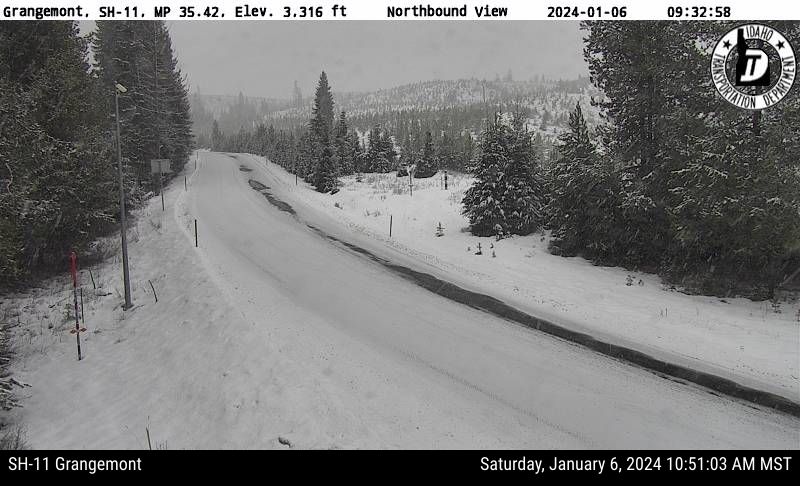 Grangemont, SH-11, MP 35.42, Elev. 3,316 ft Northbound View 2024-01-06 09:32:58
IDAHO
TRANSPORTATION DEPARTMENT
SH-11 Grangemont Saturday, January 6, 2024 10:51:03 AM MST